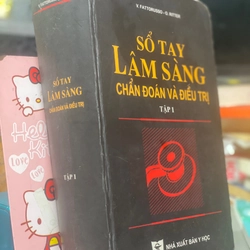 V. FATTORUSSO - O. RITTER
SỔ TAY
LÂM SÀNG
CHẨN ĐOÁN VÀ ĐIỀU TRỊ
TẬP 1
NHÀ XUẤT BẢN Y HỌC
SỔ TAY
LÂM SÀNG
CHẨN ĐOÁN VÀ ĐIỀU TRỊ
TẬP 1
Hello
Love